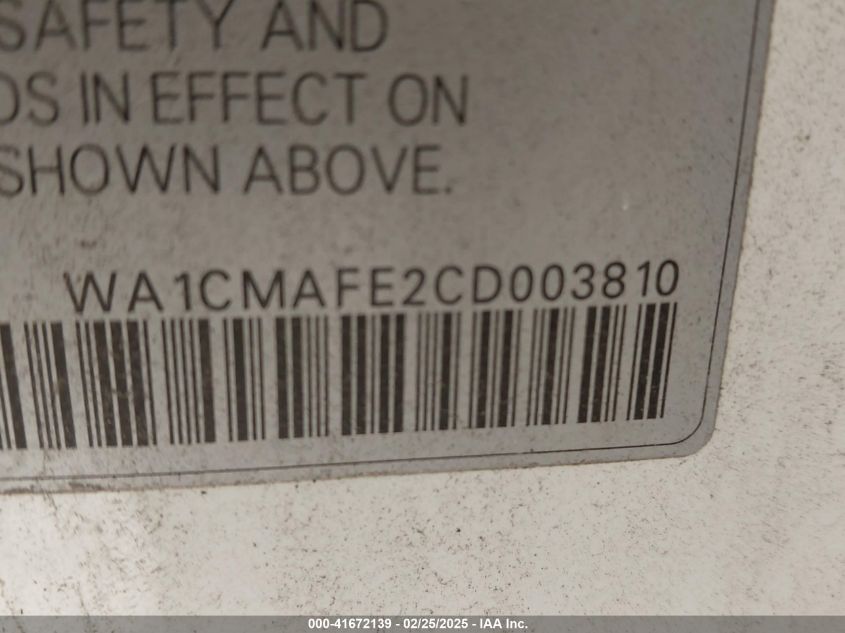 SAFETY AND
DS IN EFFECT ON
SHOWN ABOVE.
WA1CMAFE2CD003810
000-41672139 - 02/25/2025 - IAA Inc.